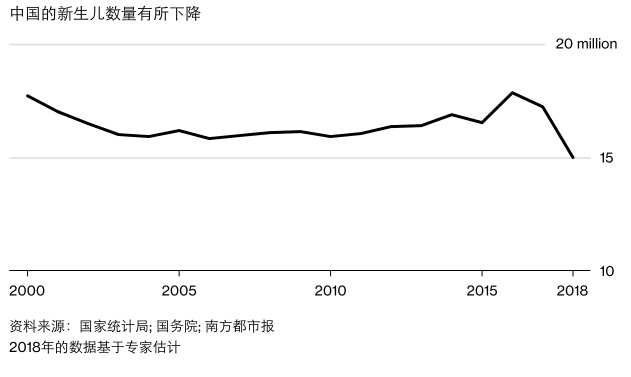 中国的新生儿数量有所下降
20 million
15
10
2000 2005 2010 2015 2018
资料来源：国家统计局; 国务院; 南方都市报
2018年的数据基于专家估计